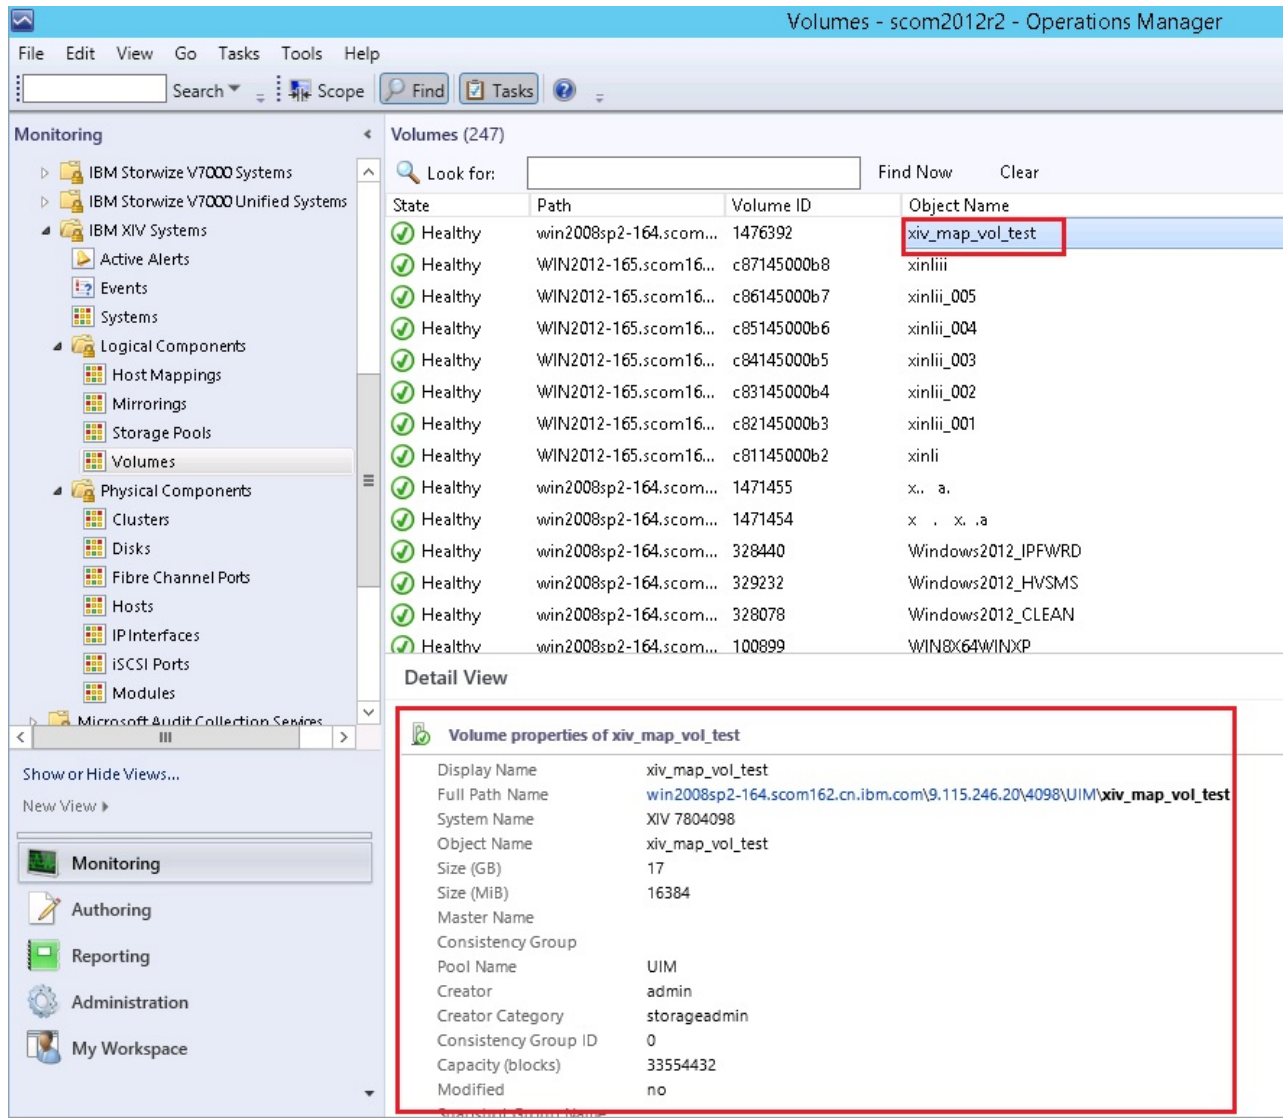 Volumes - scom2012r2 - Operations Manager
File Edit View Go Tasks Tools Help
Search Scope Find Tasks
Monitoring
IBM Storwize V7000 Systems
IBM Storwize V7000 Unified Systems
IBM XIV Systems
Active Alerts
Events
Systems
Logical Components
Host Mappings
Mirrorings
Storage Pools
Volumes
Physical Components
Clusters
Disks
Fibre Channel Ports
Hosts
IP Interfaces
iSCSI Ports
Modules
Microsoft Audit Collection Services
Show or Hide Views...
New View
Monitoring
Authoring
Reporting
Administration
My Workspace
Volumes (247)
Look for: Find Now Clear
State Path Volume ID Object Name
Healthy win2008sp2-164.scom... 1476392 xiv_map_vol_test
Healthy WIN2012-165.scom16... c87145000b8 xinliii
Healthy WIN2012-165.scom16... c86145000b7 xinlii_005
Healthy WIN2012-165.scom16... c85145000b6 xinlii_004
Healthy WIN2012-165.scom16... c84145000b5 xinlii_003
Healthy WIN2012-165.scom16... c83145000b4 xinlii_002
Healthy WIN2012-165.scom16... c82145000b3 xinlii_001
Healthy WIN2012-165.scom16... c81145000b2 xinli
Healthy win2008sp2-164.scom... 1471455 x.. a.
Healthy win2008sp2-164.scom... 1471454 x . x. .a
Healthy win2008sp2-164.scom... 328440 Windows2012_IPFWRD
Healthy win2008sp2-164.scom... 329232 Windows2012_HVSMS
Healthy win2008sp2-164.scom... 328078 Windows2012_CLEAN
Healthy win2008sp2-164.scom... 100899 WIN8X64WINXP
Detail View
Volume properties of xiv_map_vol_test
Display Name xiv_map_vol_test
Full Path Name win2008sp2-164.scom162.cn.ibm.com\9.115.246.20\4098\UIM\xiv_map_vol_test
System Name XIV 7804098
Object Name xiv_map_vol_test
Size (GB) 17
Size (MiB) 16384
Master Name
Consistency Group
Pool Name UIM
Creator admin
Creator Category storageadmin
Consistency Group ID 0
Capacity (blocks) 33554432
Modified no
Snapshot Group Name